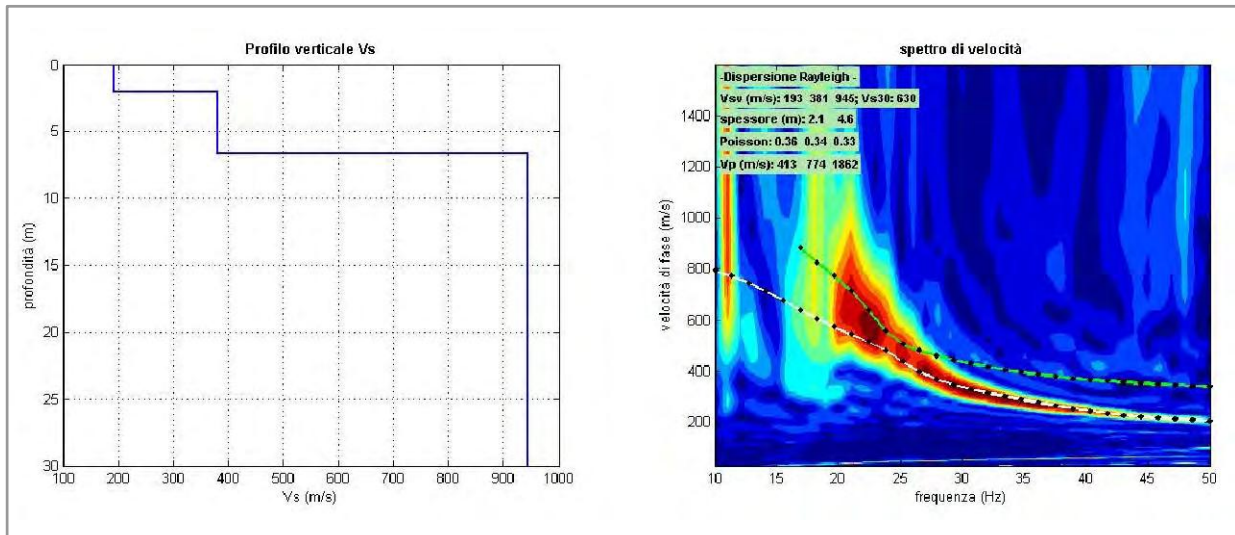 Profilo verticale Vs
0
5
10
15
20
25
30
profondità (m)
100 200 300 400 500 600 700 800 900 1000
Vs (m/s)
spettro di velocità
-Dispersione Rayleigh -
Vsv (m/s): 193 381 945; Vs30: 630
spessore (m): 2.1 4.6
Poisson: 0.36 0.34 0.33
Vp (m/s): 413 774 1862
1400
1200
1000
800
600
400
200
velocità di fase (m/s)
10 15 20 25 30 35 40 45 50
frequenza (Hz)